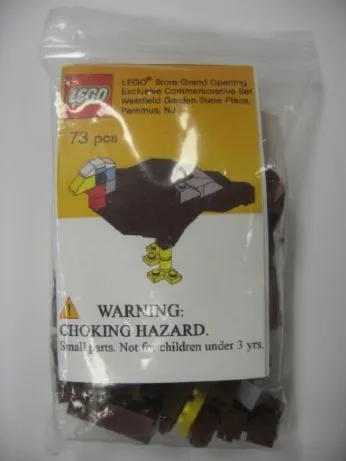 LEGO
LEGO® Store Grand Opening
Exclusive Commemorative Set
Westfield Garden State Plaza,
Paramus, NJ
73 pcs
WARNING:
CHOKING HAZARD.
Small parts. Not for children under 3 yrs.